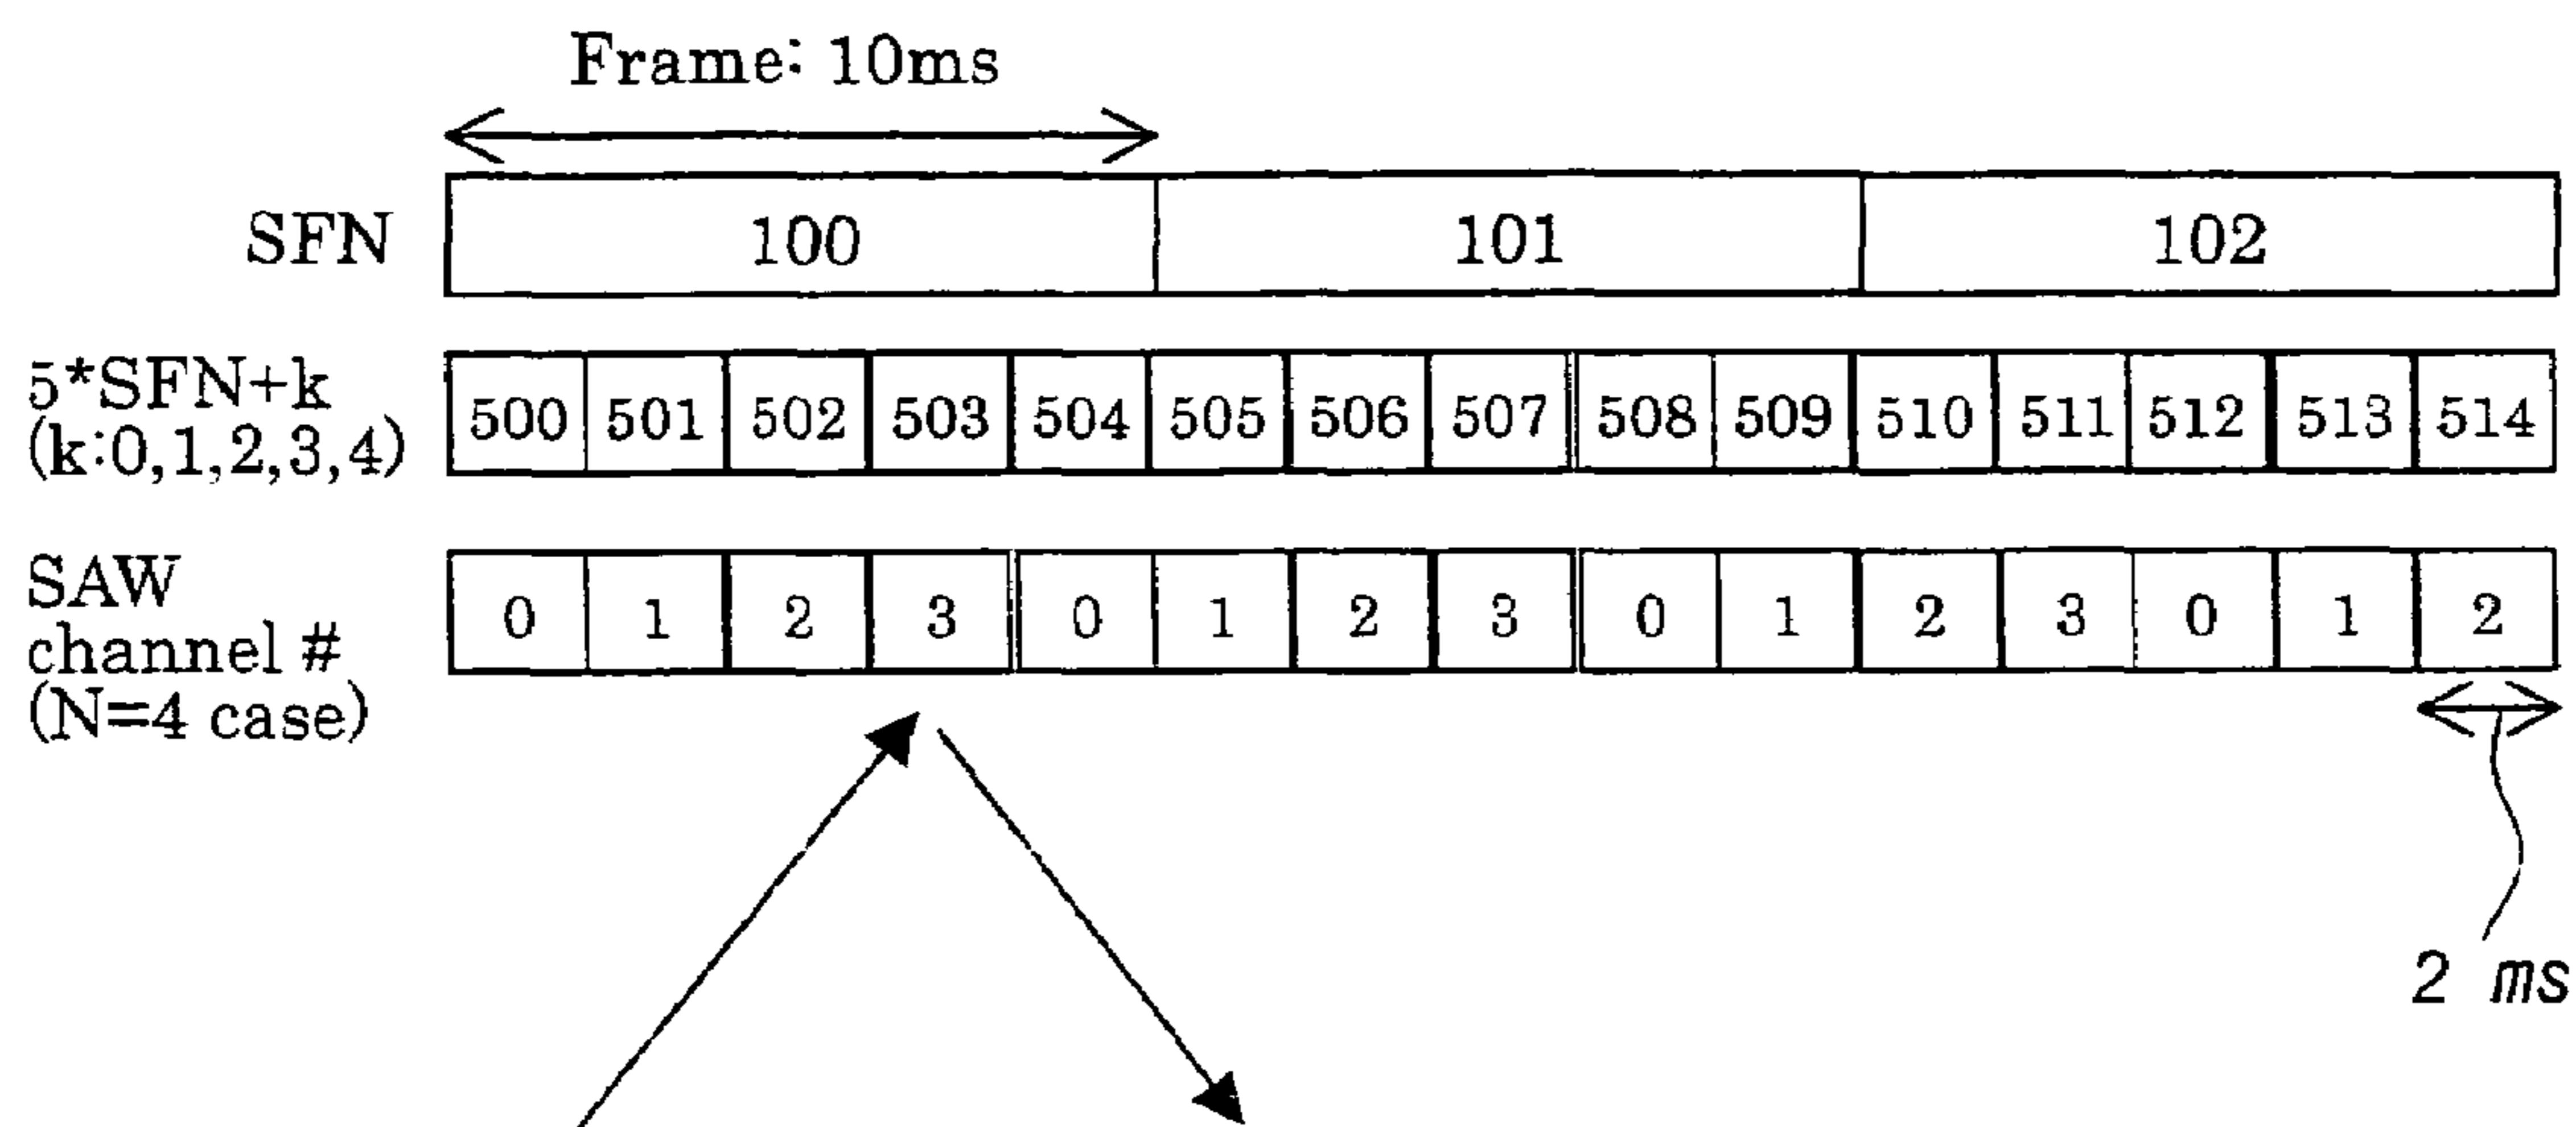 Frame: 10ms
SFN 100 101 102
5*SFN+k
(k:0,1,2,3,4)
500 501 502 503 504 505 506 507 508 509 510 511 512 513 514
SAW
channel #
(N=4 case)
0 1 2 3 0 1 2 3 0 1 2 3 0 1 2
2 ms